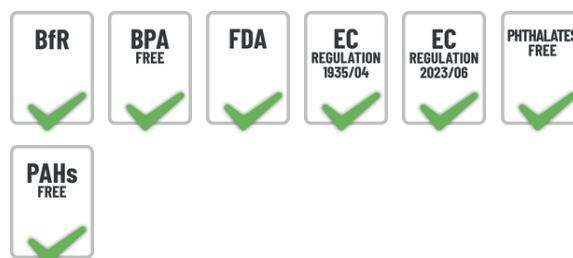 BfR
BPA
FREE
FDA
EC
REGULATION
1935/04
EC
REGULATION
2023/06
PHTHALATES
FREE
PAHs
FREE